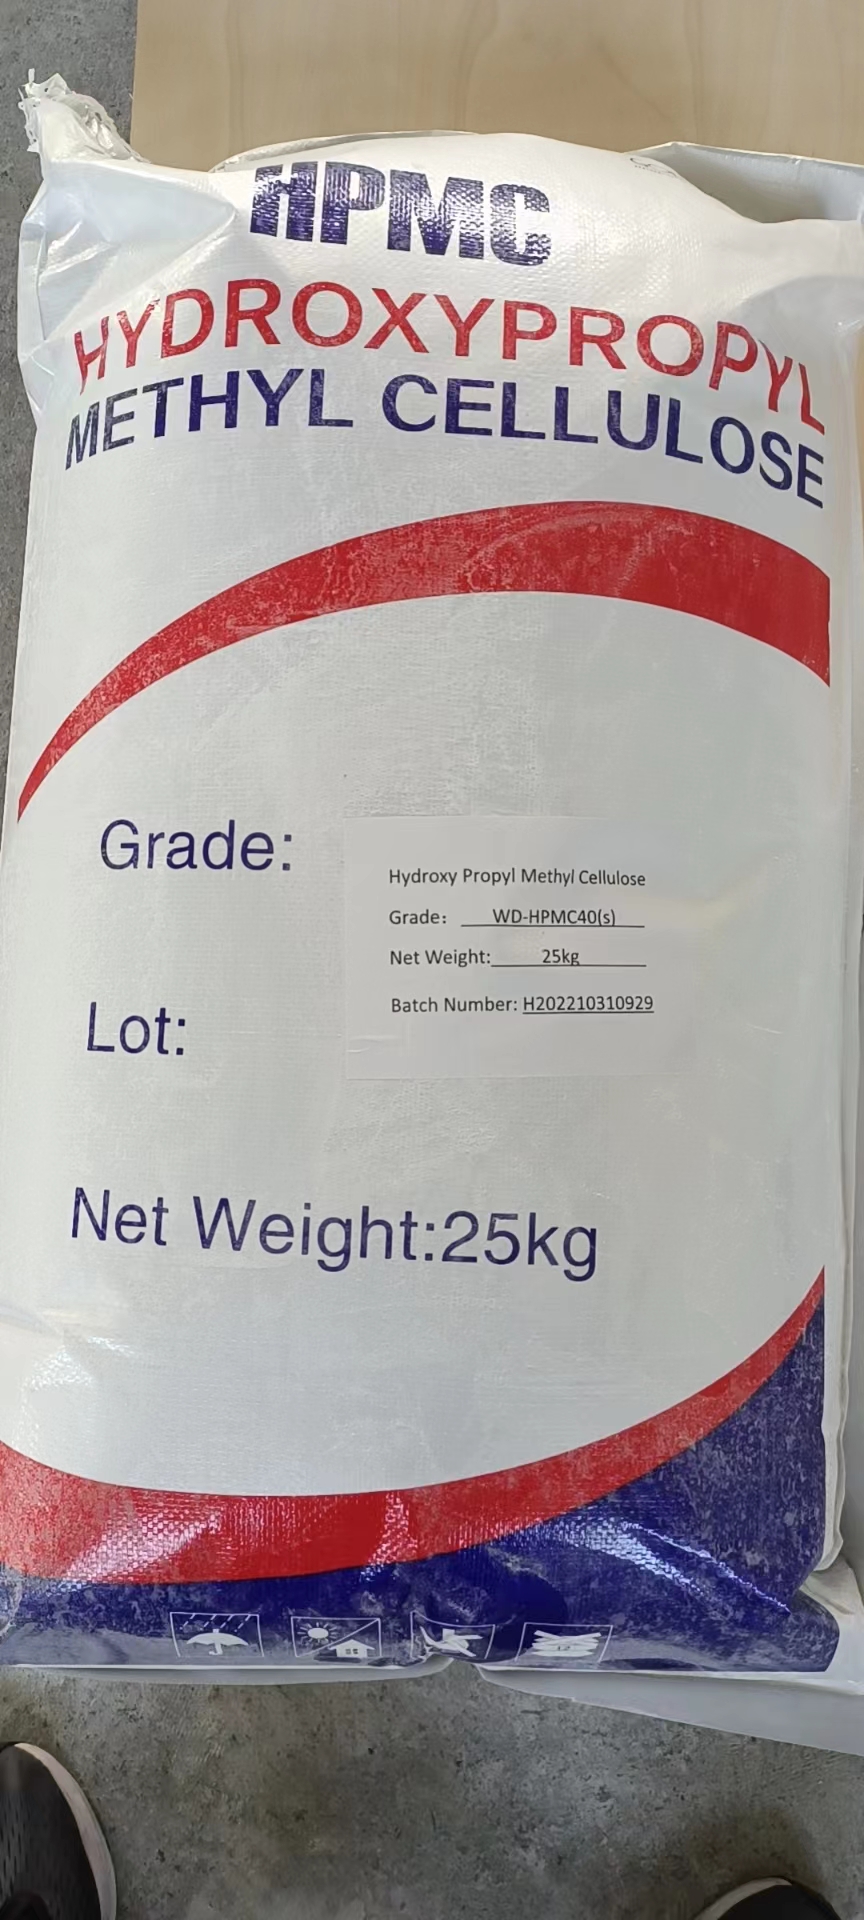 HPMC
HYDROXYPROPYL
METHYL CELLULOSE
Grade:
Hydroxy Propyl Methyl Cellulose
Grade: WD-HPMC40(s)
Net Weight: 25kg
Batch Number: H202210310929
Lot:
Net Weight:25kg
12